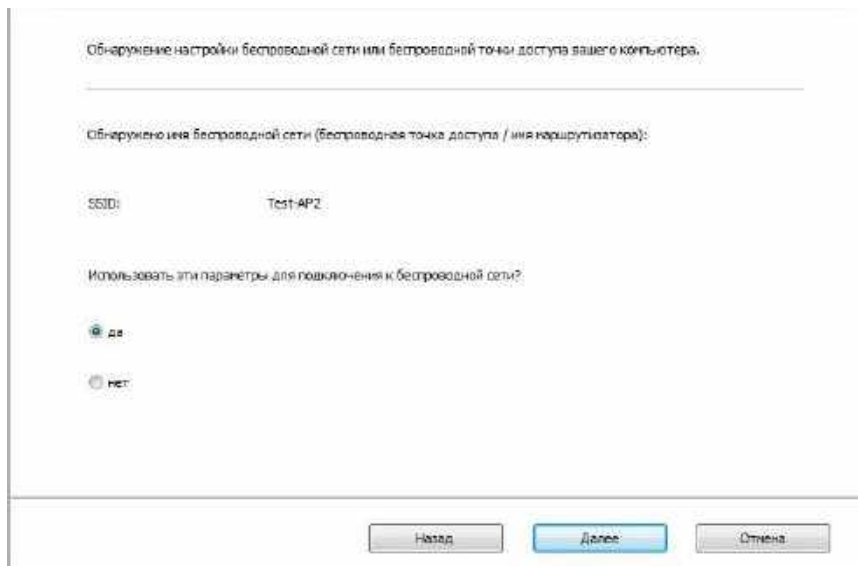 Обнаружение настройки беспроводной сети или беспроводной точки доступа вашего компьютера.
Обнаружено имя беспроводной сети (беспроводная точка доступа / имя маршрутизатора):
SSID: Test-AP2
Использовать эти параметры для подключения к беспроводной сети?
да
нет
Назад Далее Отмена